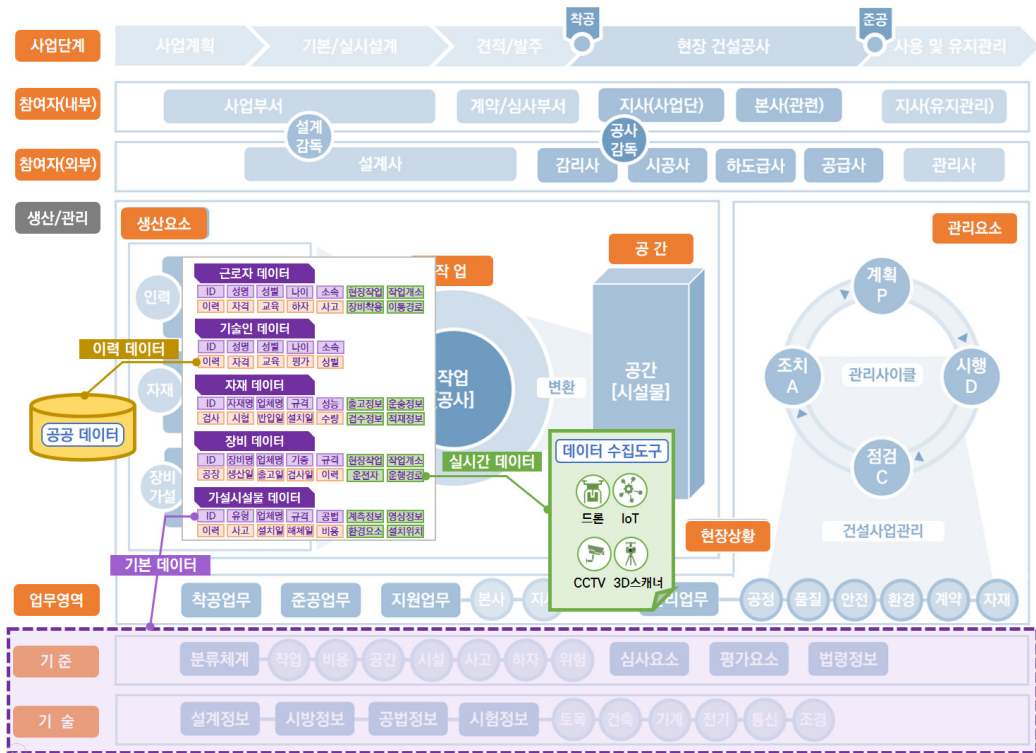 착공
준공
사업단계
사업계획
기본/실시설계
견적/발주
현장 건설공사
사용 및 유지관리
참여자(내부)
사업부서
계약/심사부서
지사(사업단)
본사(관련)
지사(유지관리)
설계
감독
공사
감독
참여자(외부)
설계사
감리사
시공사
하도급사
공급사
관리사
생산/관리
생산요소
작 업
공 간
관리요소
인력
자재
장비
가설
근로자 데이터
ID 성명 성별 나이 소속 현장작업 작업개소
이력 자격 교육 하자 사고 장비착용 이동경로
기술인 데이터
ID 성명 성별 나이 소속
이력 자격 교육 평가 상벌
자재 데이터
ID 자재명 업체명 규격 성능 출고정보 운송정보
검사 시험 반입일 설치일 수량 검수정보 적재정보
장비 데이터
ID 장비명 업체명 기종 규격 현장작업 작업개소
공장 생산일 출고일 검사일 이력 운전자 운행경로
가설시설물 데이터
ID 유형 업체명 규격 공법 계측정보 영상정보
이력 사고 설치일 해체일 비용 환경요소 설치위치
이력 데이터
공공 데이터
기본 데이터
실시간 데이터
작업
[공사]
변환
공간
[시설물]
데이터 수집도구
드론 IoT
CCTV 3D스캐너
계획
P
시행
D
점검
C
조치
A
관리사이클
건설사업관리
현장상황
업무영역
착공업무
준공업무
지원업무
본사
공정
품질
안전
환경
계약
자재
기 준
분류체계
작업
비용
공간
시설
사고
하자
위험
심사요소
평가요소
법령정보
기 술
설계정보
시방정보
공법정보
시험정보
토목
건축
기계
전기
통신
조경